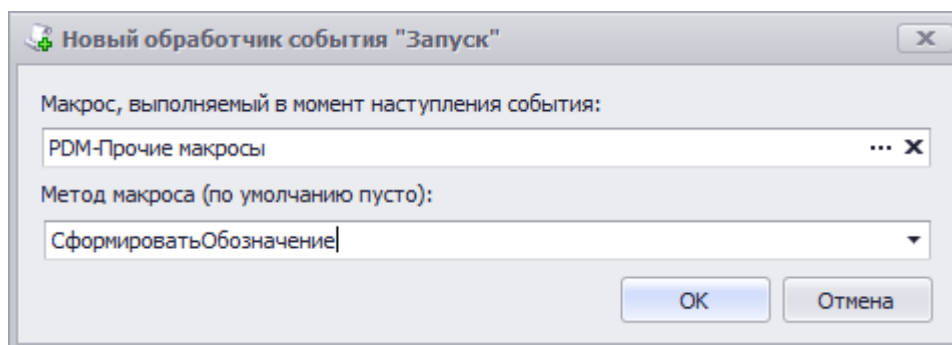 Новый обработчик события "Запуск"
Макрос, выполняемый в момент наступления события:
PDM-Прочие макросы
Метод макроса (по умолчанию пусто):
СформироватьОбозначение
ОК
Отмена